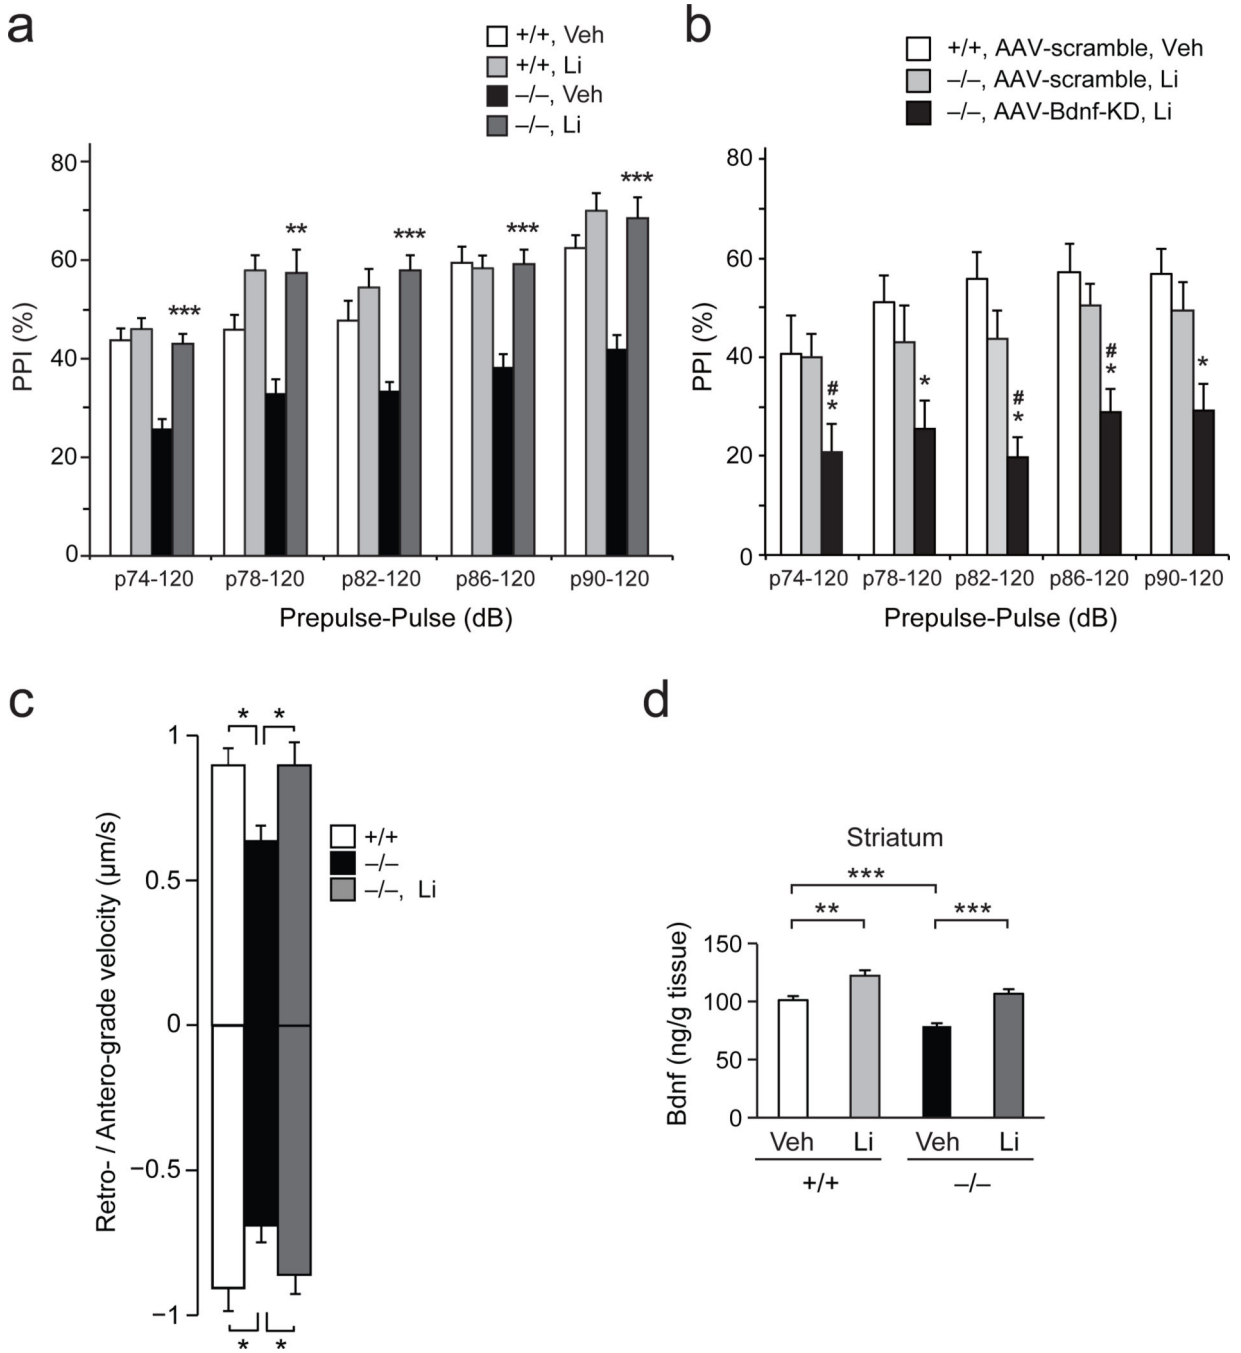 a
+/+, Veh
+/+, Li
–/–, Veh
–/–, Li
80
60
40
20
0
PPI (%)
***
**
***
***
***
p74-120 p78-120 p82-120 p86-120 p90-120
Prepulse-Pulse (dB)
b
+/+, AAV-scramble, Veh
–/–, AAV-scramble, Li
–/–, AAV-Bdnf-KD, Li
80
60
40
20
0
PPI (%)
#
*
*
#
*
#
*
*
p74-120 p78-120 p82-120 p86-120 p90-120
Prepulse-Pulse (dB)
c
* *
1
0.5
0
−0.5
−1
Retro- / Antero-grade velocity (µm/s)
+/+
–/–
–/–, Li
* *
d
Striatum
***
** ***
150
100
50
0
Bdnf (ng/g tissue)
Veh Li Veh Li
+/+ –/–